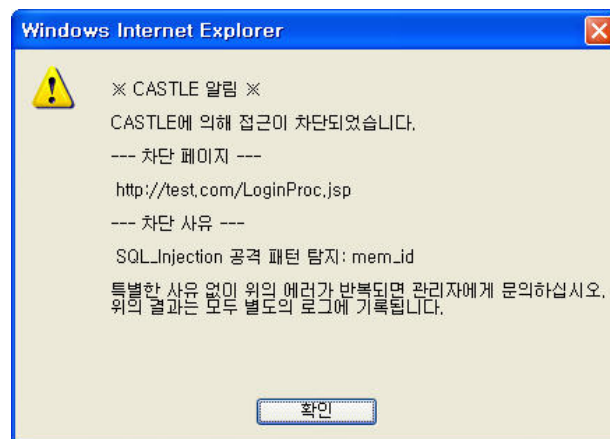 Windows Internet Explorer
※ CASTLE 알림 ※
CASTLE에 의해 접근이 차단되었습니다.
--- 차단 페이지 ---
http://test.com/LoginProc.jsp
--- 차단 사유 ---
SQL_Injection 공격 패턴 탐지: mem_id
특별한 사유 없이 위의 에러가 반복되면 관리자에게 문의하십시오.
위의 결과는 모두 별도의 로그에 기록됩니다.
확인